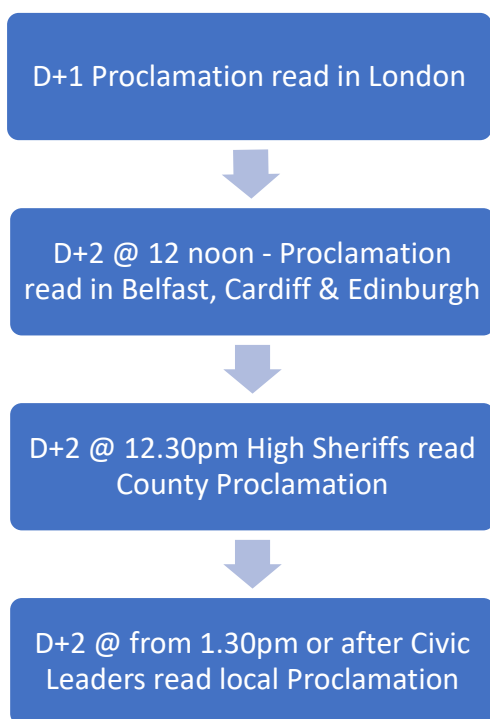 D+1 Proclamation read in London
D+2 @ 12 noon - Proclamation
read in Belfast, Cardiff & Edinburgh
D+2 @ 12.30pm High Sheriffs read
County Proclamation
D+2 @ from 1.30pm or after Civic
Leaders read local Proclamation